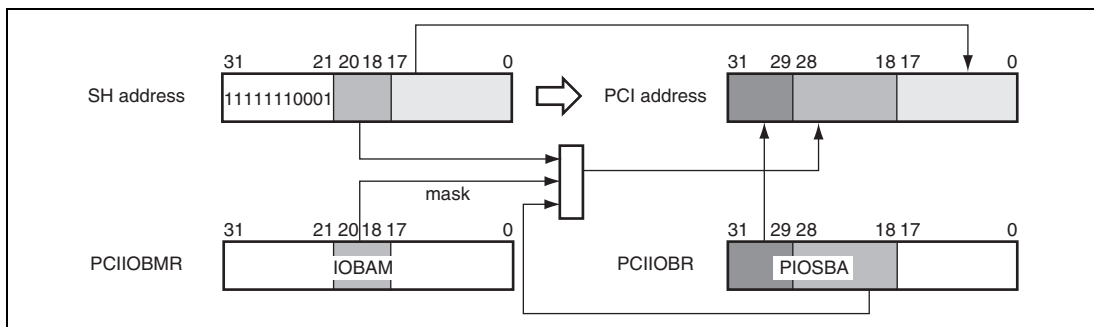 31 21 20 18 17 0
SH address 11111110001
31 29 28 18 17 0
PCI address
mask
31 21 20 18 17 0
PCIIOBMR IOBAM
31 29 28 18 17 0
PCIIOBR PIOSBA